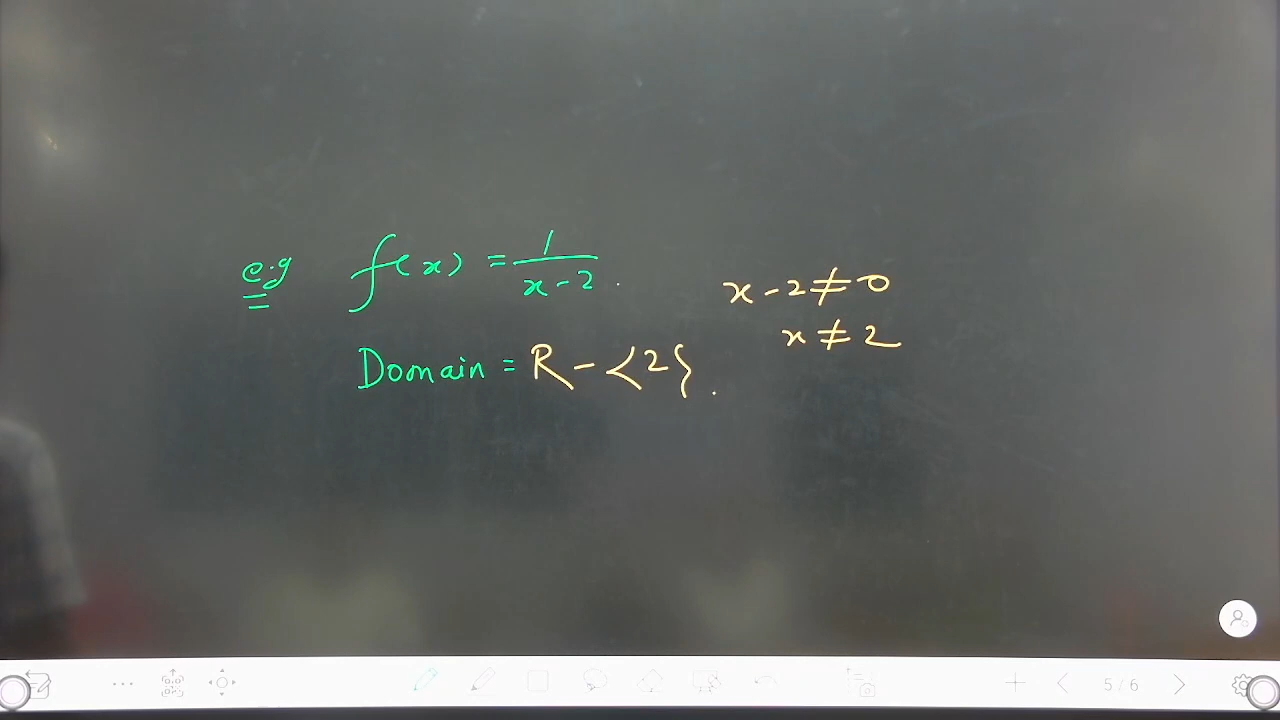 e.g f(x) = 1/(x-2) .
x - 2 ≠ 0
x ≠ 2
Domain = R - {2} .
5/6